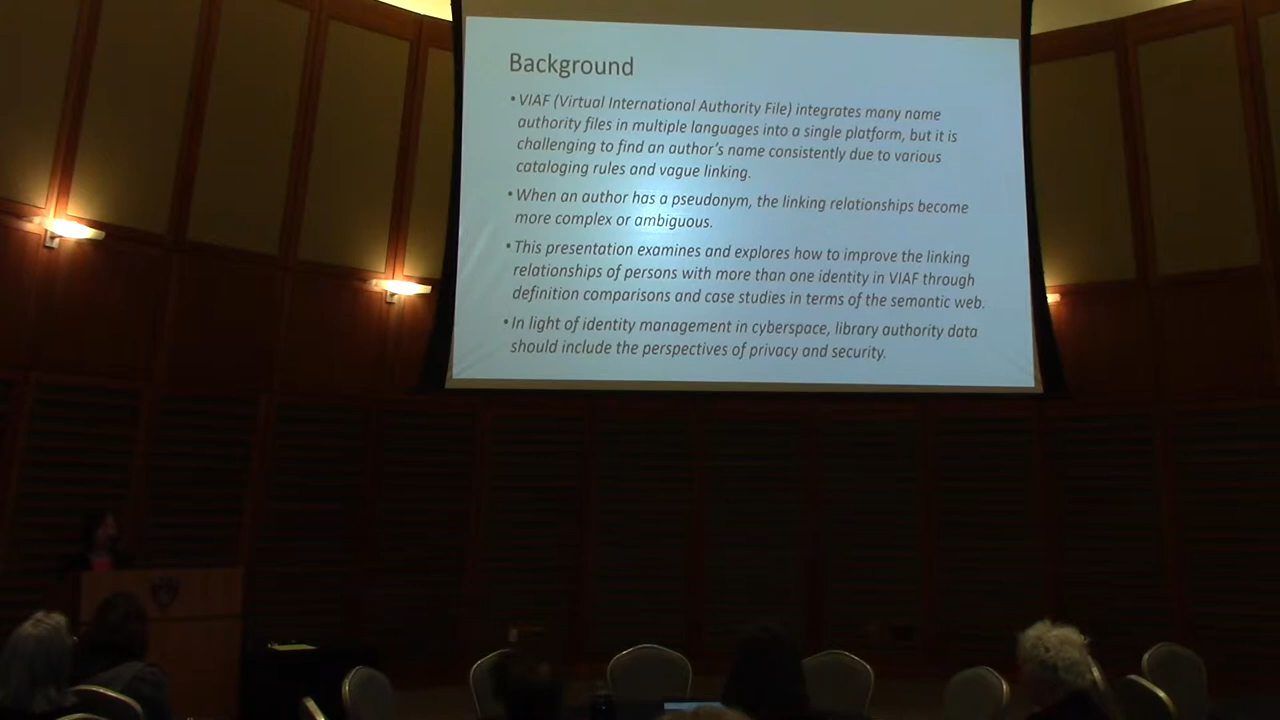 Background
• VIAF (Virtual International Authority File) integrates many name
authority files in multiple languages into a single platform, but it is
challenging to find an author's name consistently due to various
cataloging rules and vague linking.
• When an author has a pseudonym, the linking relationships become
more complex or ambiguous.
• This presentation examines and explores how to improve the linking
relationships of persons with more than one identity in VIAF through
definition comparisons and case studies in terms of the semantic web.
• In light of identity management in cyberspace, library authority data
should include the perspectives of privacy and security.